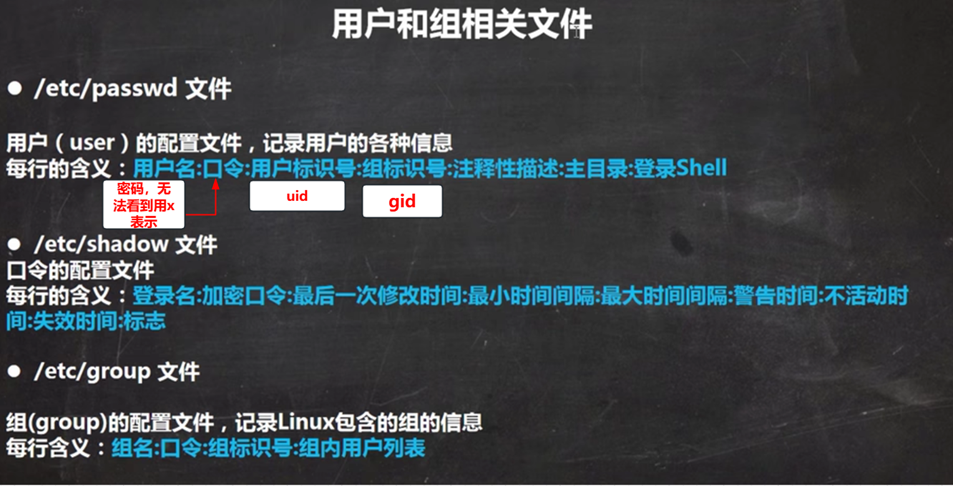 用户和组相关文件
● /etc/passwd 文件
用户（user）的配置文件，记录用户的各种信息
每行的含义：用户名:口令:用户标识号:组标识号:注释性描述:主目录:登录Shell
密码，无
法看到用x
表示
uid
gid
● /etc/shadow 文件
口令的配置文件
每行的含义：登录名:加密口令:最后一次修改时间:最小时间间隔:最大时间间隔:警告时间:不活动时
间:失效时间:标志
● /etc/group 文件
组(group)的配置文件，记录Linux包含的组的信息
每行含义：组名:口令:组标识号:组内用户列表